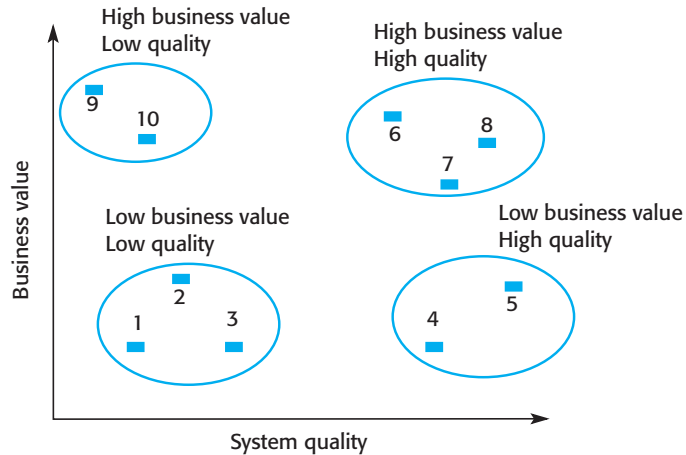 High business value
Low quality
High business value
High quality
9
10
6
8
7
Low business value
Low quality
Low business value
High quality
2
5
1
3
4
Business value
System quality